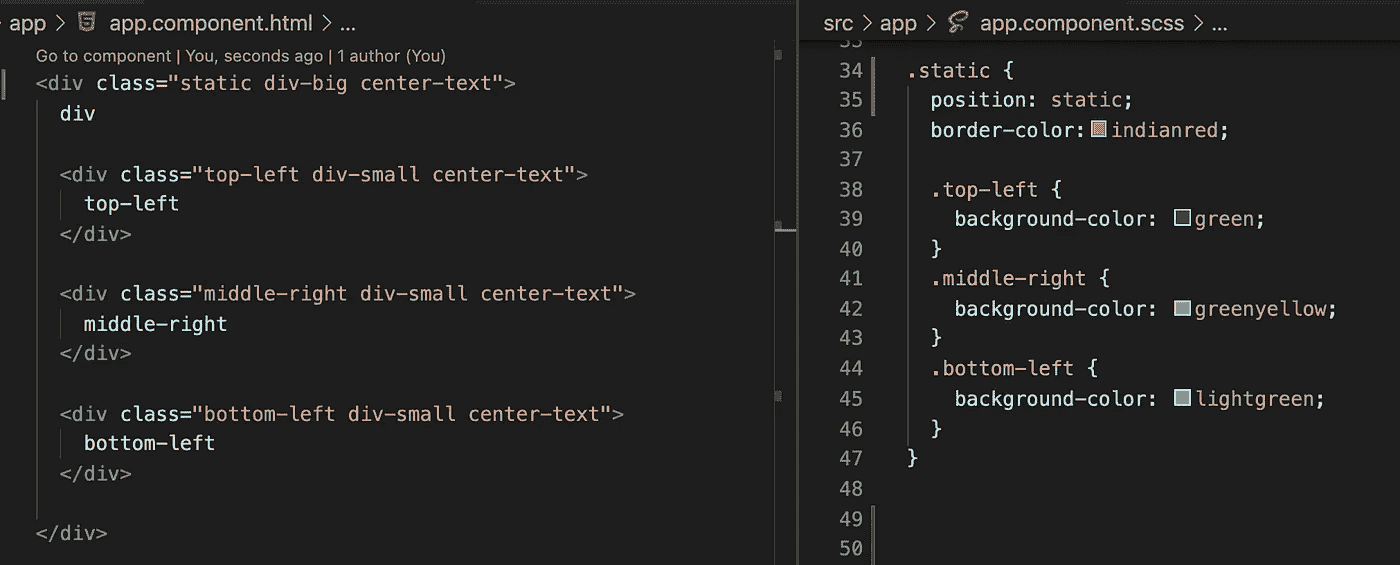 app > app.component.html > ...
Go to component | You, seconds ago | 1 author (You)
<div class="static div-big center-text">
div
<div class="top-left div-small center-text">
top-left
</div>
<div class="middle-right div-small center-text">
middle-right
</div>
<div class="bottom-left div-small center-text">
bottom-left
</div>
</div>
src > app > app.component.scss > ...
33
34 .static {
35 position: static;
36 border-color: indianred;
37
38 .top-left {
39 background-color: green;
40 }
41 .middle-right {
42 background-color: greenyellow;
43 }
44 .bottom-left {
45 background-color: lightgreen;
46 }
47 }
48
49
50